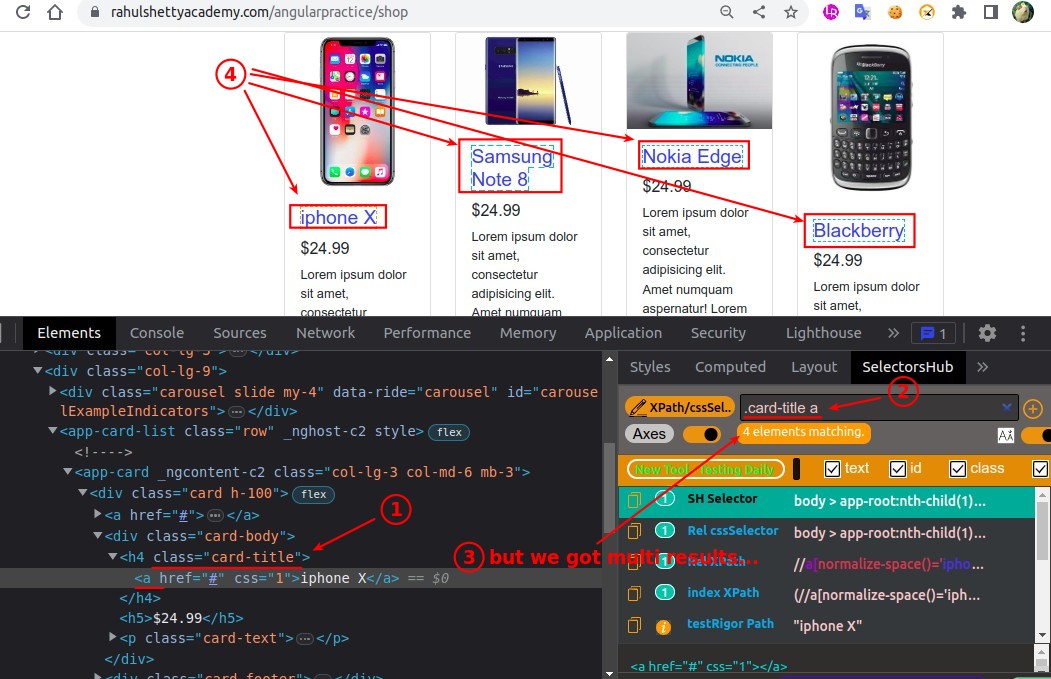 rahulshettyacademy.com/angularpractice/shop
4
NOKIA
CONNECTING PEOPLE
iphone X
$24.99
Lorem ipsum dolor
sit amet,
consectetur
Samsung
Note 8
$24.99
Lorem ipsum dolor
sit amet,
consectetur
adipisicing elit.
Amet numquam
Nokia Edge
$24.99
Lorem ipsum dolor
sit amet,
consectetur
adipisicing elit.
Amet numquam
aspernatur! Lorem
BlackBerry
Blackberry
$24.99
Lorem ipsum dolor
sit amet,
Elements Console Sources Network Performance Memory Application Security Lighthouse » 1
<div class="col-lg-3">…</div>
<div class="col-lg-9">
<div class="carousel slide my-4" data-ride="carousel" id="carouse
lExampleIndicators">…</div>
<app-card-list class="row" _nghost-c2 style> flex
<!---->
<app-card _ngcontent-c2 class="col-lg-3 col-md-6 mb-3">
<div class="card h-100"> flex
<a href="#">…</a>
1
<div class="card-body">
<h4 class="card-title">
<a href="#" css="1">iphone X</a> == $0
</h4>
<h5>$24.99</h5>
<p class="card-text">…</p>
</div>
<div class="card-footer">…</div>
Styles Computed Layout SelectorsHub »
2
XPath/cssSel.. .card-title a
Axes 4 elements matching.
New Tool- Testing Daily text id class
1 SH Selector body > app-root:nth-child(1)...
1 Rel cssSelector body > app-root:nth-child(1)...
3 but we got multi results...
1 Rel XPath //a[normalize-space()='ipho...
1 index XPath (//a[normalize-space()='iph...
testRigor Path "iphone X"
<a href="#" css="1"></a>